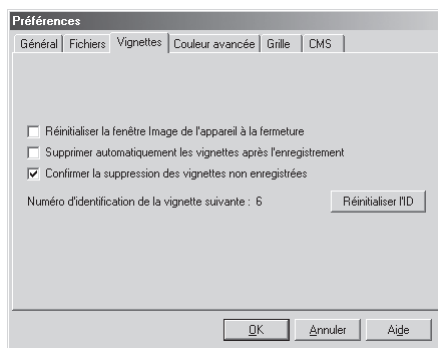 Préférences
Général Fichiers Vignettes Couleur avancée Grille CMS
Réinitialiser la fenêtre Image de l'appareil à la fermeture
Supprimer automatiquement les vignettes après l'enregistrement
Confirmer la suppression des vignettes non enregistrées
Numéro d'identification de la vignette suivante : 6 Réinitialiser l'ID
OK Annuler Aide